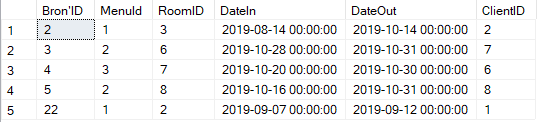 Bron'ID MenuId RoomID DateIn DateOut ClientID
1 2 1 3 2019-08-14 00:00:00 2019-10-14 00:00:00 2
2 3 2 6 2019-10-28 00:00:00 2019-10-31 00:00:00 7
3 4 3 7 2019-10-20 00:00:00 2019-10-30 00:00:00 6
4 5 2 8 2019-10-16 00:00:00 2019-10-31 00:00:00 8
5 22 1 2 2019-09-07 00:00:00 2019-09-12 00:00:00 1